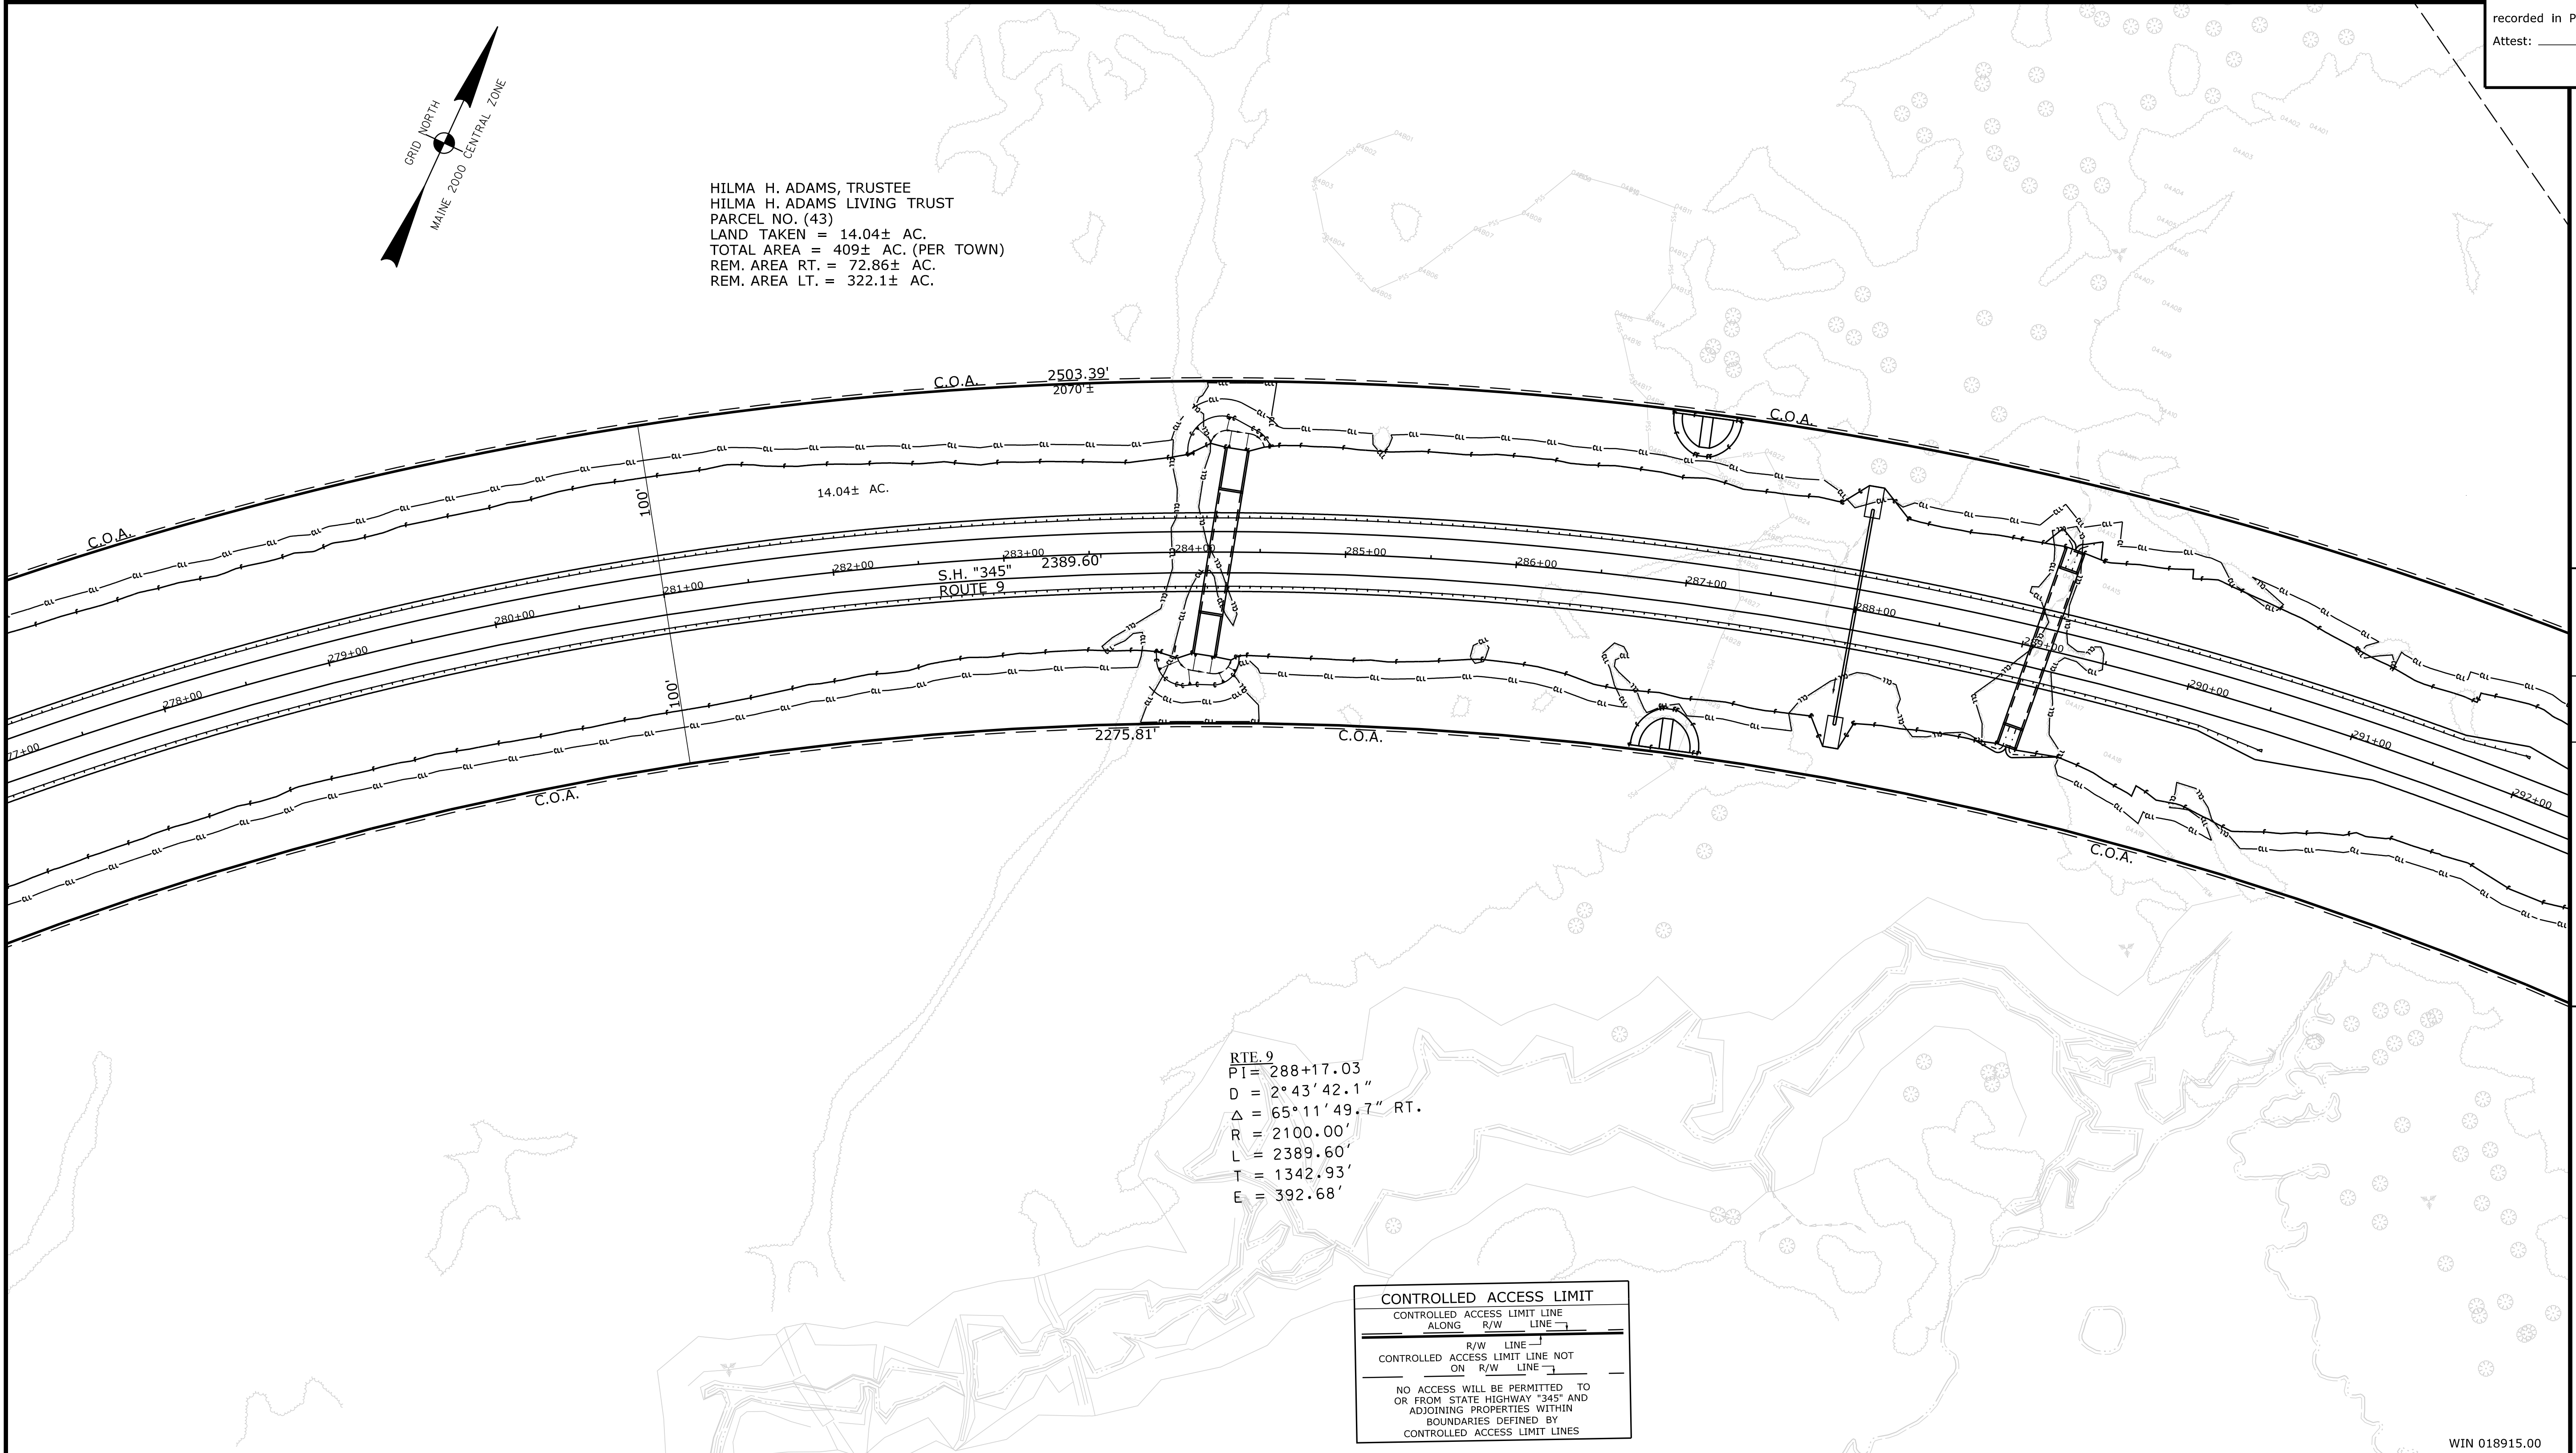 recorded in P
Attest:
GRID NORTH
MAINE 2000 CENTRAL ZONE
HILMA H. ADAMS, TRUSTEE
HILMA H. ADAMS LIVING TRUST
PARCEL NO. (43)
LAND TAKEN = 14.04± AC.
TOTAL AREA = 409± AC. (PER TOWN)
REM. AREA RT. = 72.86± AC.
REM. AREA LT. = 322.1± AC.
C.O.A.
C.O.A.
2503.39'
2070'±
C.O.A.
100'
14.04± AC.
77+00
278+00
279+00
280+00
281+00
282+00
283+00
284+00
285+00
286+00
287+00
288+00
289+00
290+00
291+00
292+00
S.H. "345"
ROUTE 9
2389.60'
100'
2275.81'
C.O.A.
C.O.A.
C.O.A.
RTE. 9
PI= 288+17.03
D = 2°43'42.1"
Δ = 65°11'49.7" RT.
R = 2100.00'
L = 2389.60'
T = 1342.93'
E = 392.68'
CONTROLLED ACCESS LIMIT
CONTROLLED ACCESS LIMIT LINE
ALONG R/W LINE
R/W LINE
CONTROLLED ACCESS LIMIT LINE NOT
ON R/W LINE
NO ACCESS WILL BE PERMITTED TO
OR FROM STATE HIGHWAY "345" AND
ADJOINING PROPERTIES WITHIN
BOUNDARIES DEFINED BY
CONTROLLED ACCESS LIMIT LINES
WIN 018915.00